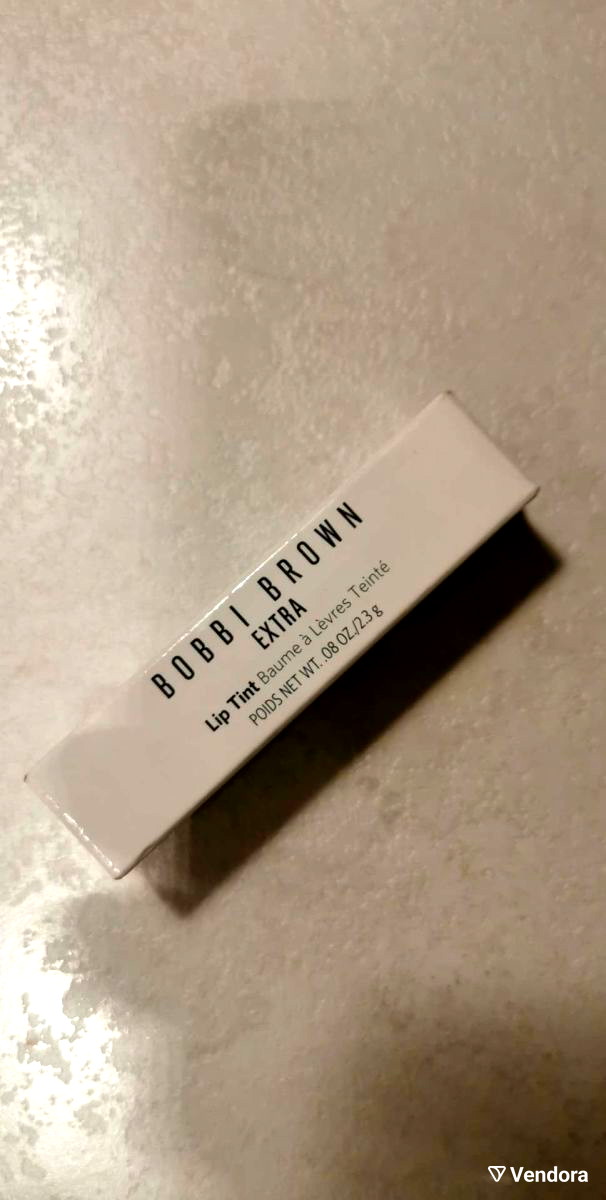 BOBBI BROWN
EXTRA
Lip Tint Baume à Lèvres Teinté
POIDS NET WT. .08 OZ/2.3 g
Vendora